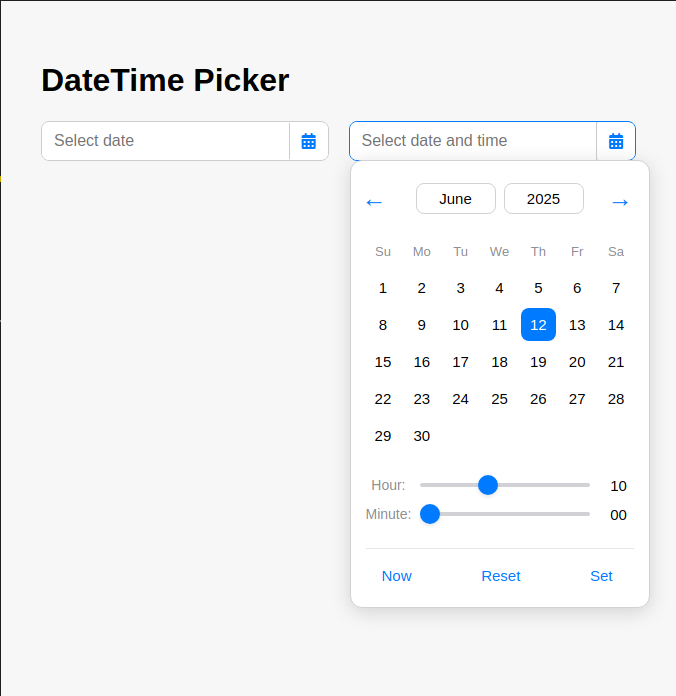 DateTime Picker
Select date
Select date and time
← June 2025 →
Su Mo Tu We Th Fr Sa
1 2 3 4 5 6 7
8 9 10 11 12 13 14
15 16 17 18 19 20 21
22 23 24 25 26 27 28
29 30
Hour: 10
Minute: 00
Now Reset Set